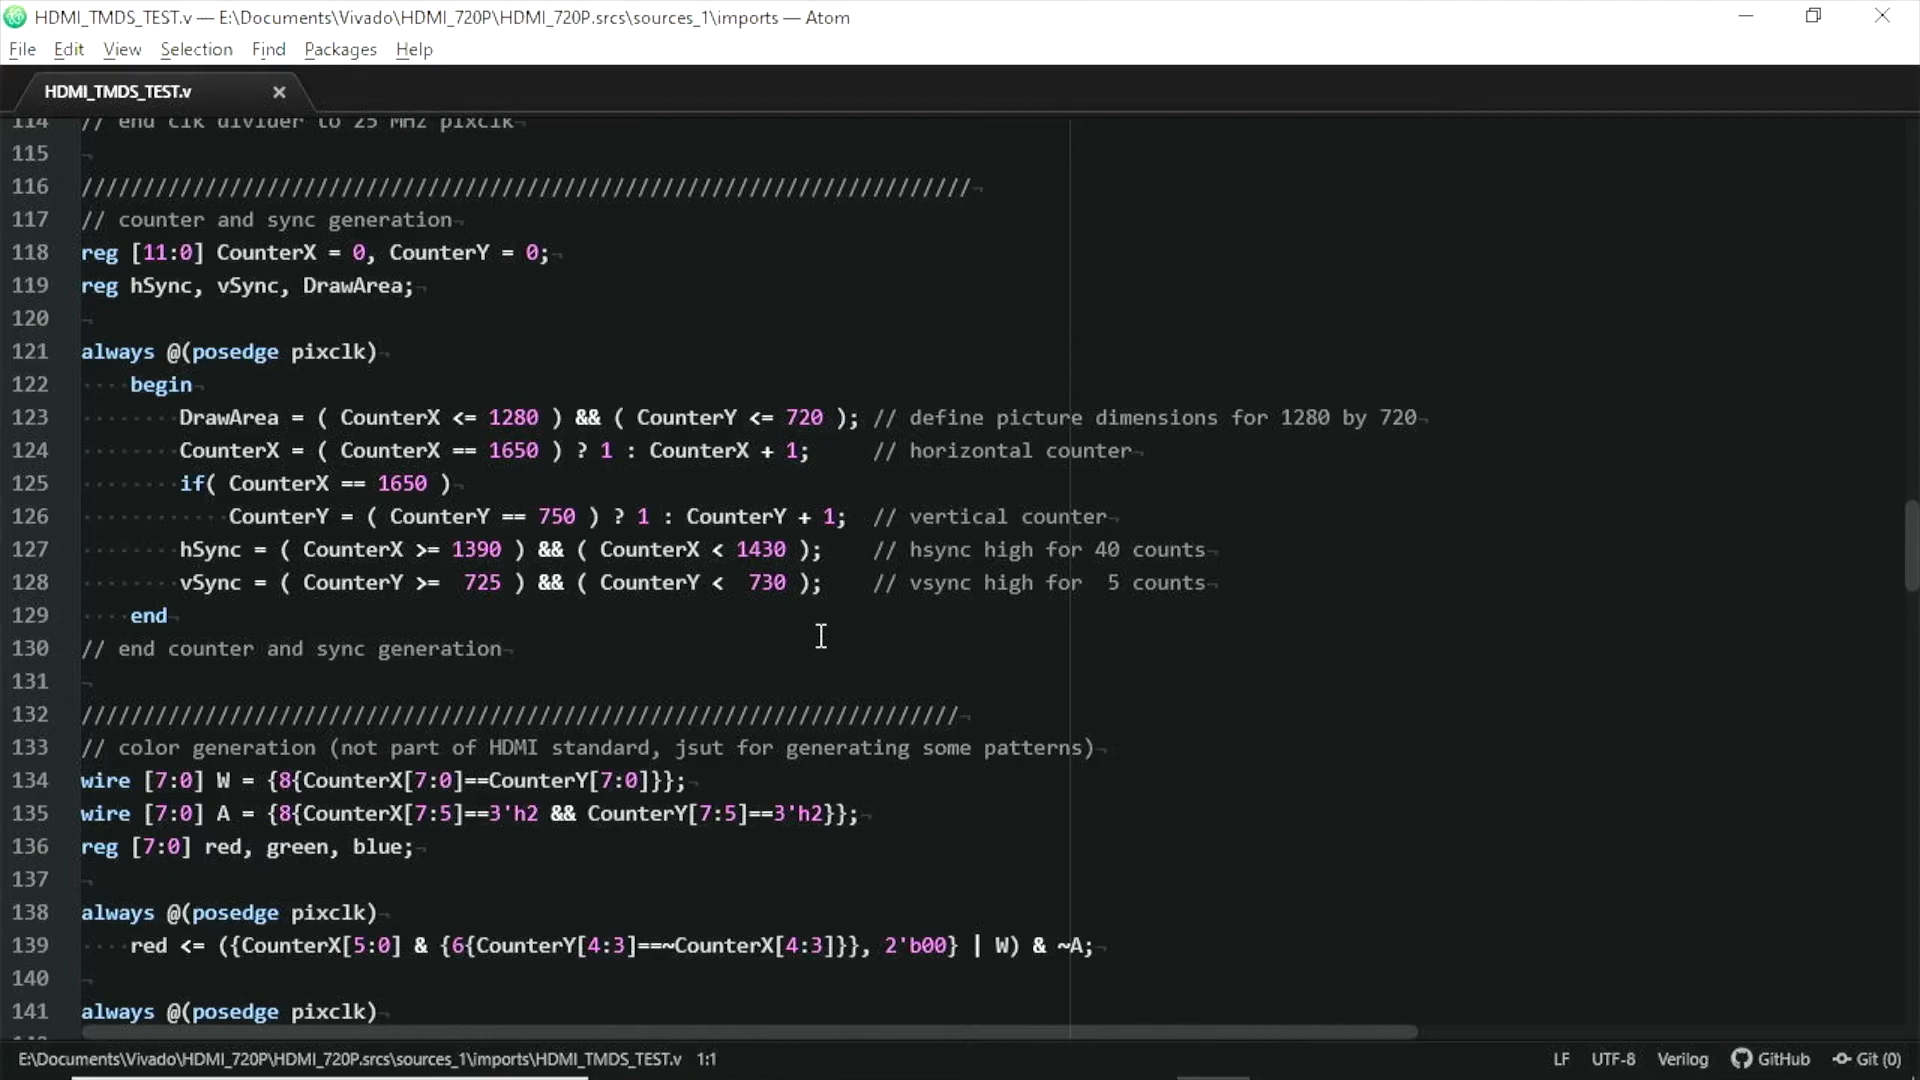 HDMI_TMDS_TEST.v — E:\Documents\Vivado\HDMI_720P\HDMI_720P.srcs\sources_1\imports — Atom
File Edit View Selection Find Packages Help
HDMI_TMDS_TEST.v
114 // end clk divider to 25 MHz pixclk
115
116 ////////////////////////////////////////////////////////////////////////
117 // counter and sync generation
118 reg [11:0] CounterX = 0, CounterY = 0;
119 reg hSync, vSync, DrawArea;
120
121 always @(posedge pixclk)
122 begin
123 DrawArea = ( CounterX <= 1280 ) && ( CounterY <= 720 ); // define picture dimensions for 1280 by 720
124 CounterX = ( CounterX == 1650 ) ? 1 : CounterX + 1; // horizontal counter
125 if( CounterX == 1650 )
126 CounterY = ( CounterY == 750 ) ? 1 : CounterY + 1; // vertical counter
127 hSync = ( CounterX >= 1390 ) && ( CounterX < 1430 ); // hsync high for 40 counts
128 vSync = ( CounterY >= 725 ) && ( CounterY < 730 ); // vsync high for 5 counts
129 end
130 // end counter and sync generation
131
132 ///////////////////////////////////////////////////////////////////////
133 // color generation (not part of HDMI standard, jsut for generating some patterns)
134 wire [7:0] W = {8{CounterX[7:0]==CounterY[7:0]}};
135 wire [7:0] A = {8{CounterX[7:5]==3'h2 && CounterY[7:5]==3'h2}};
136 reg [7:0] red, green, blue;
137
138 always @(posedge pixclk)
139 red <= ({CounterX[5:0] & {6{CounterY[4:3]==~CounterX[4:3]}}, 2'b00} | W) & ~A;
140
141 always @(posedge pixclk)
E:\Documents\Vivado\HDMI_720P\HDMI_720P.srcs\sources_1\imports\HDMI_TMDS_TEST.v 1:1 LF UTF-8 Verilog GitHub Git (0)